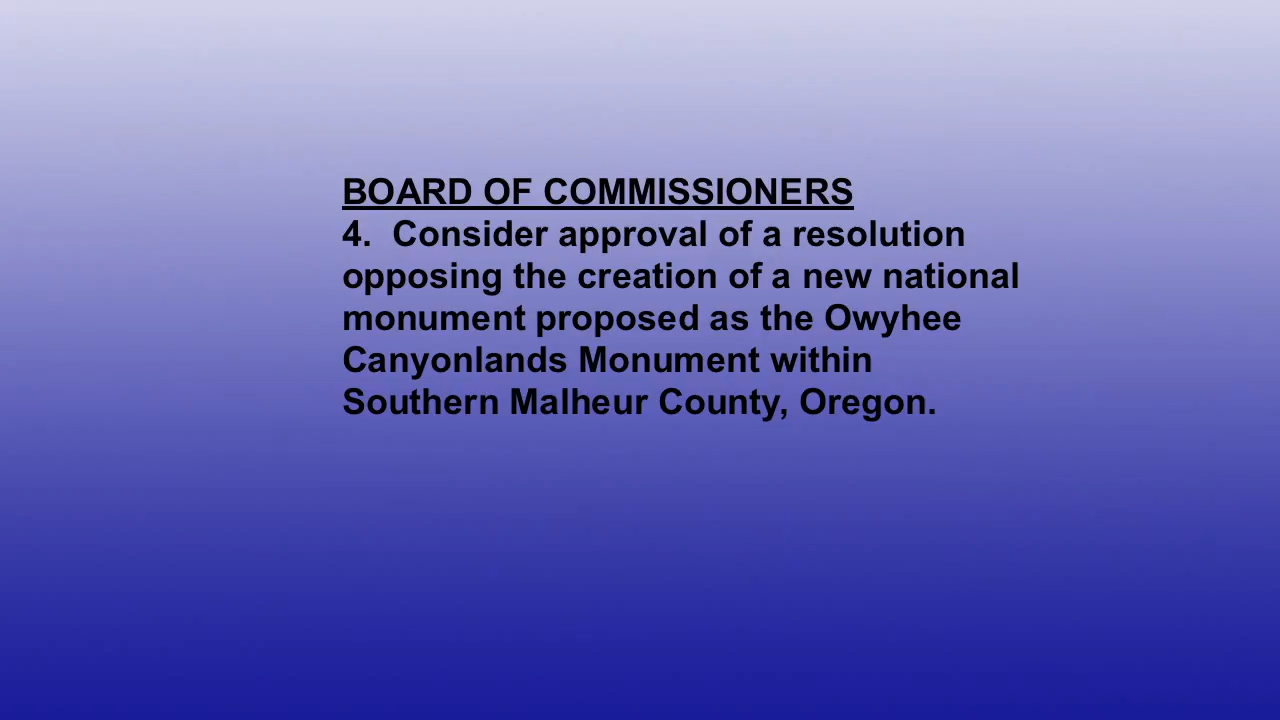 BOARD OF COMMISSIONERS
4.  Consider approval of a resolution
opposing the creation of a new national
monument proposed as the Owyhee
Canyonlands Monument within
Southern Malheur County, Oregon.